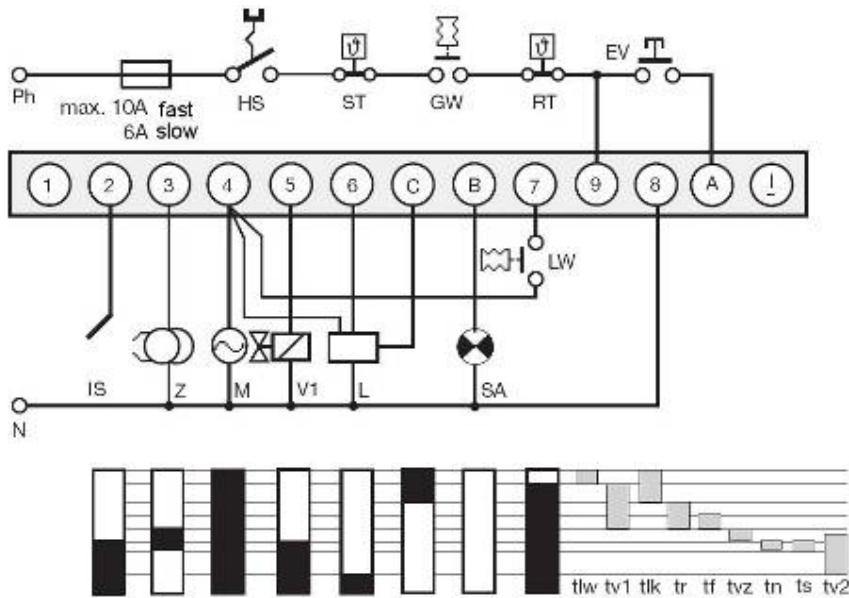 EV
Ph
HS
ST
GW
RT
max. 10A fast
6A slow
1 2 3 4 5 6 C B 7 9 8 A
LW
IS
Z
M
V1
L
SA
N
tlw tv1 tlk tr tf tvz tn ts tv2